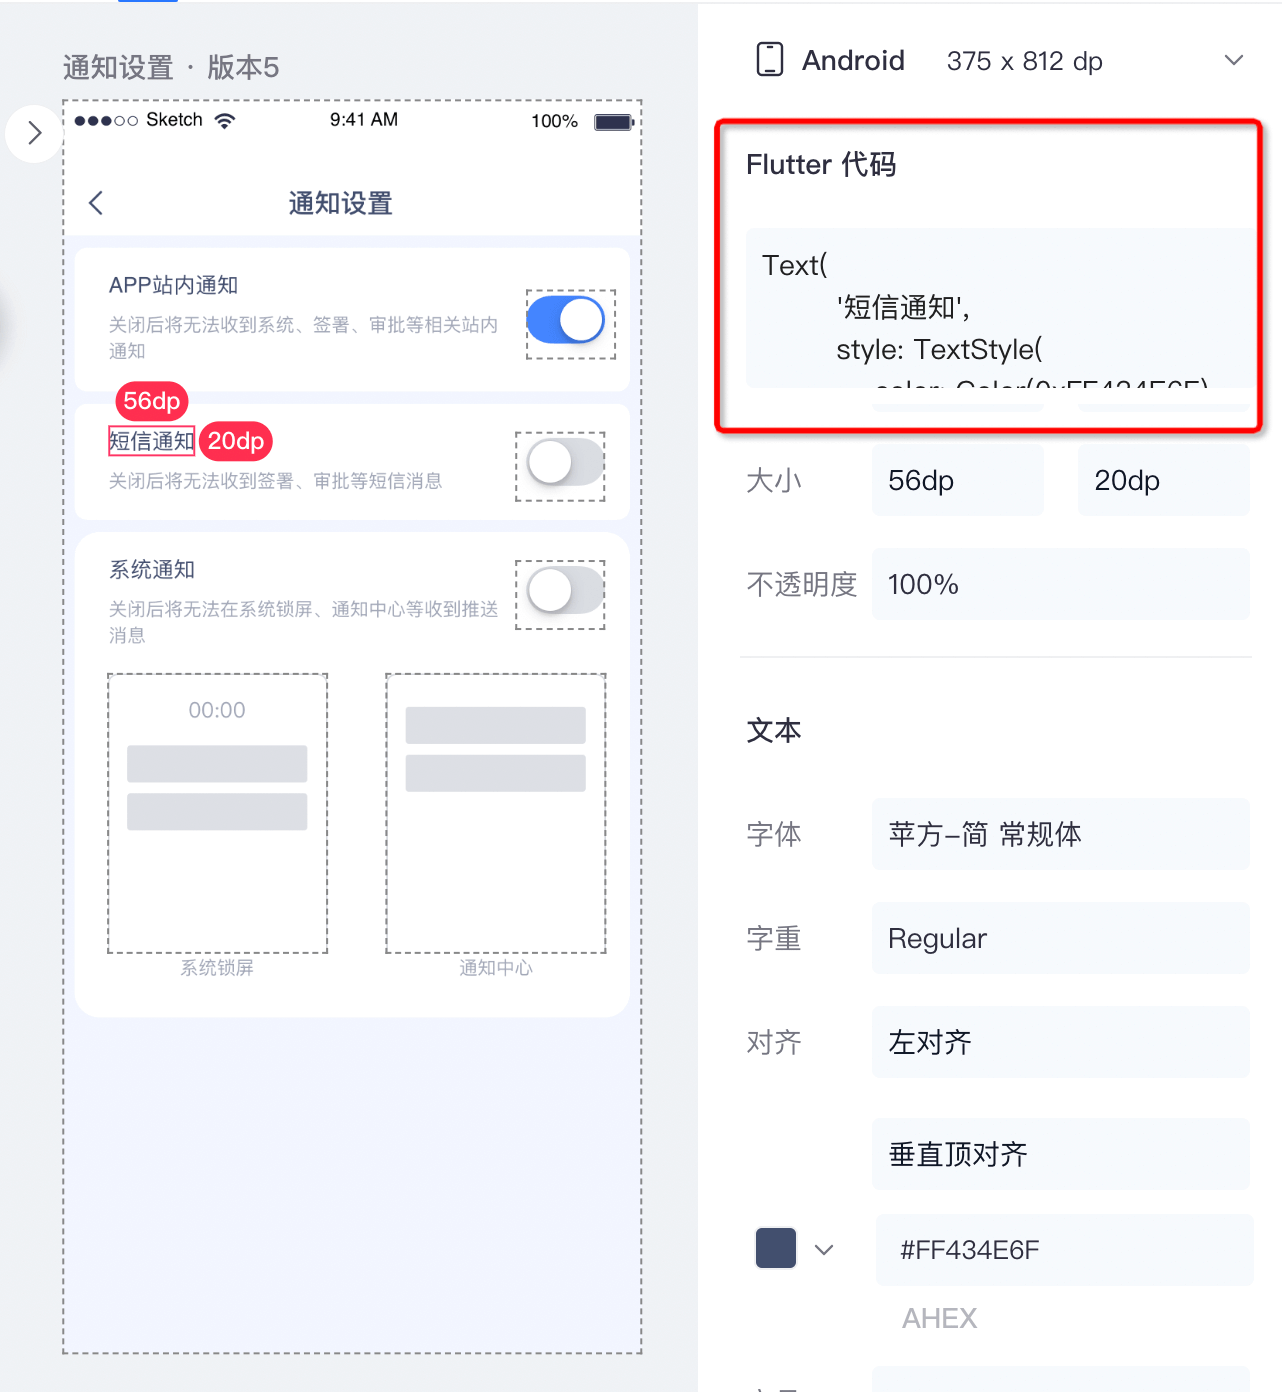 通知设置 · 版本5
Sketch
9:41 AM
100%
通知设置
APP站内通知
关闭后将无法收到系统、签署、审批等相关站内
通知
56dp
短信通知
20dp
关闭后将无法收到签署、审批等短信消息
系统通知
关闭后将无法在系统锁屏、通知中心等收到推送
消息
00:00
系统锁屏
通知中心
Android 375 x 812 dp
Flutter 代码
Text(
'短信通知',
style: TextStyle(
color: Color(0xFF434E6F)
大小 56dp 20dp
不透明度 100%
文本
字体 苹方-简 常规体
字重 Regular
对齐 左对齐
垂直顶对齐
#FF434E6F
AHEX